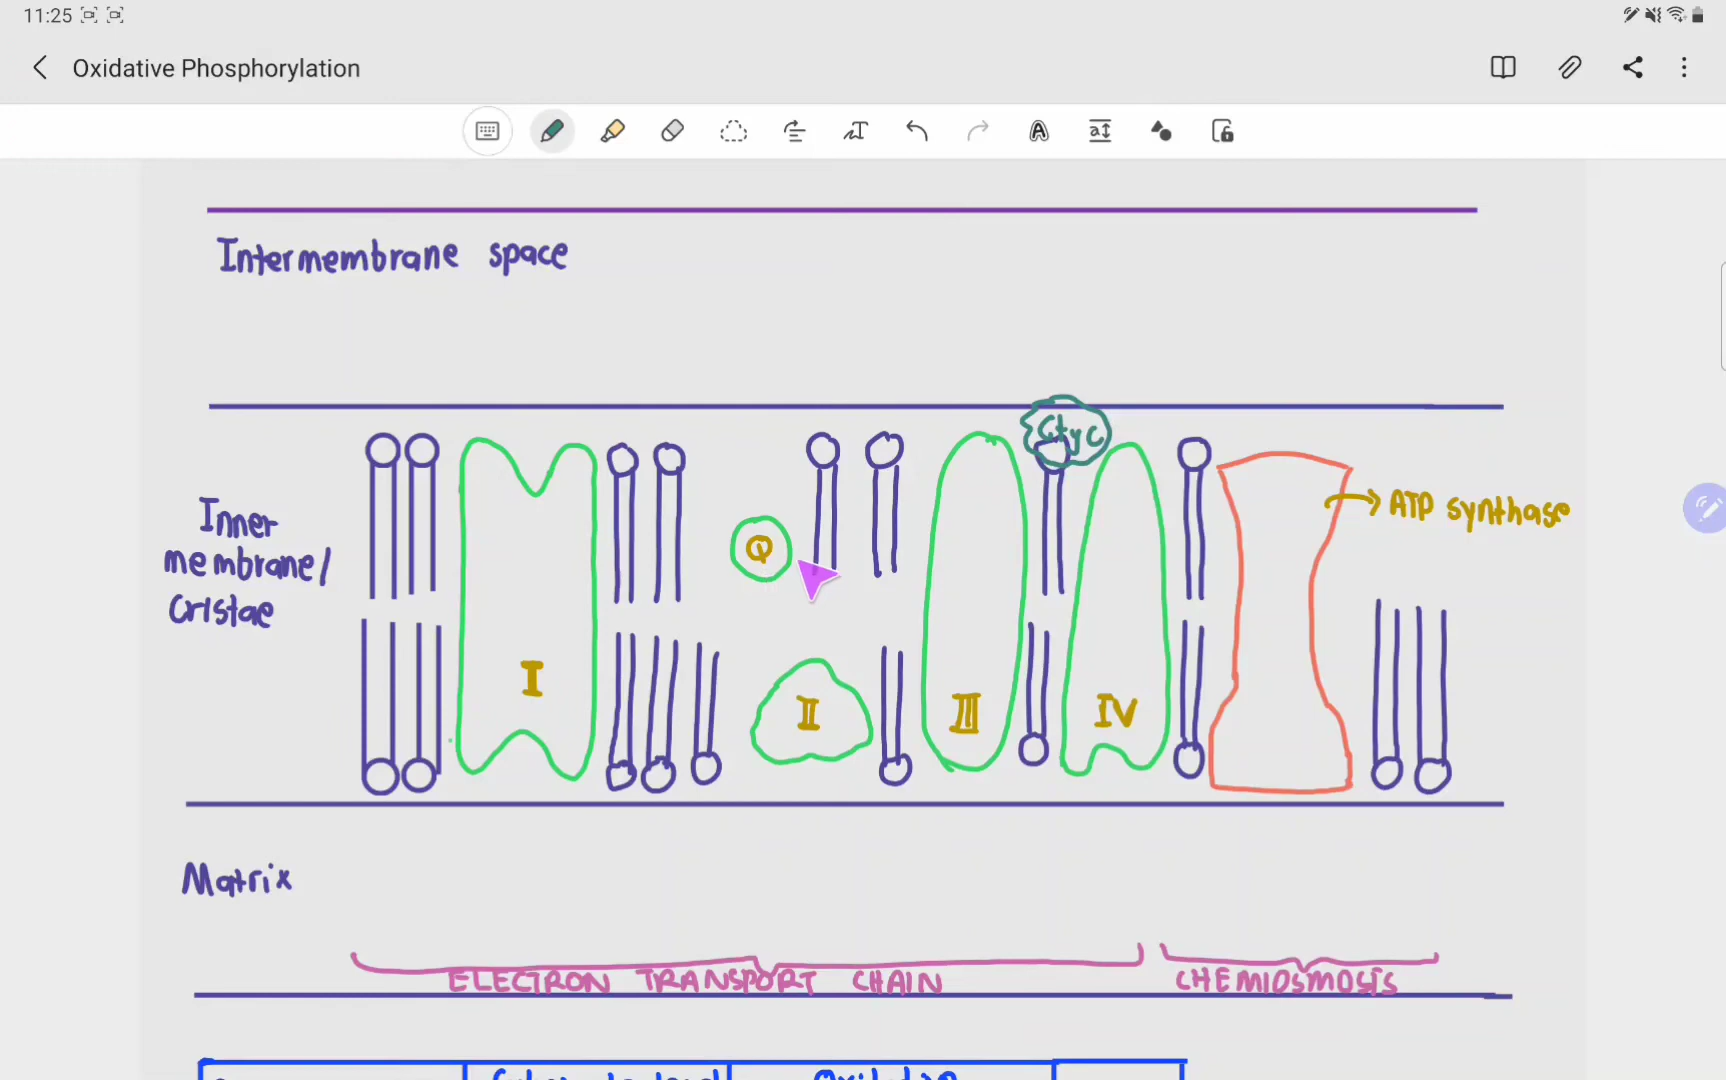 11:25
Oxidative Phosphorylation
Intermembrane space
Cty C
Inner
membrane/
Cristae
Q
ATP synthase
I
II
III
IV
Matrix
ELECTRON TRANSPORT CHAIN
CHEMIOSMOSIS